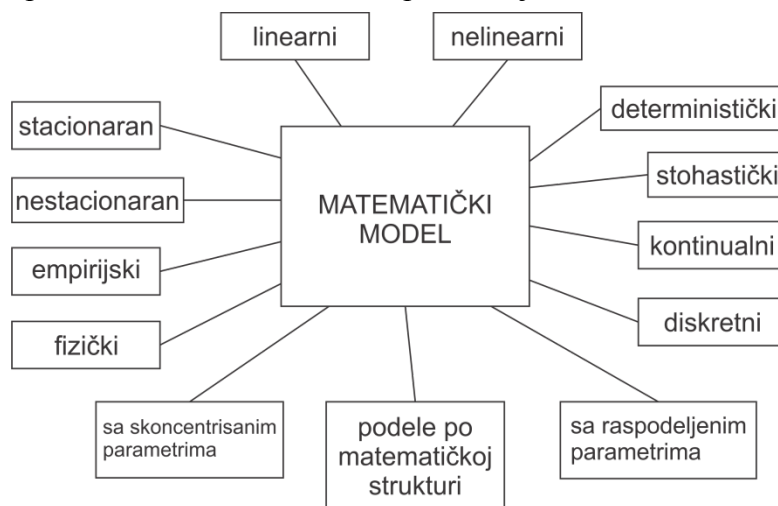 linearni
nelinearni
deterministički
stacionaran
stohastički
nestacionaran
MATEMATIČKI
MODEL
kontinualni
empirijski
diskretni
fizički
sa skoncentrisanim
parametrima
podele po
matematičkoj
strukturi
sa raspodeljenim
parametrima